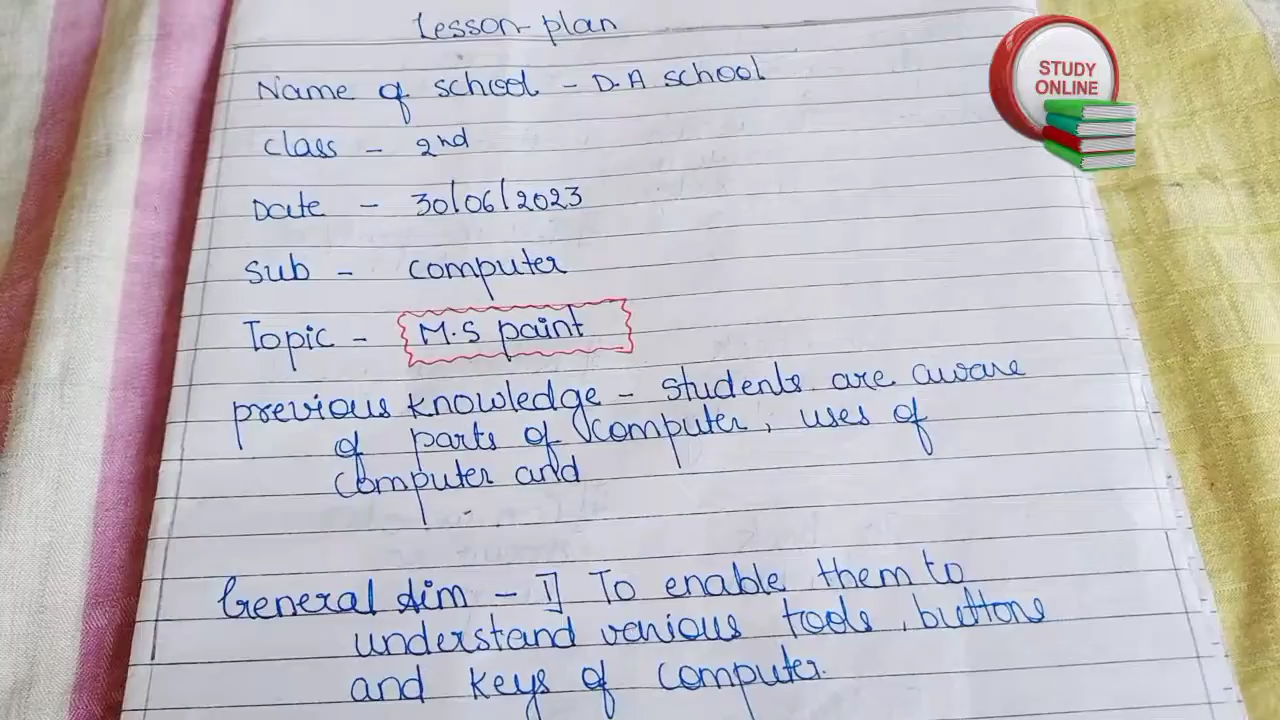 Lesson-plan
Name of school - D.A school
STUDY
ONLINE
class - 2nd
Date - 30/06/2023
Sub - computer
Topic - M.S paint
previous knowledge - students are aware
of parts of computer, uses of
computer and
General Aim - 1] To enable them to
understand various tools, buttons
and keys of computer.